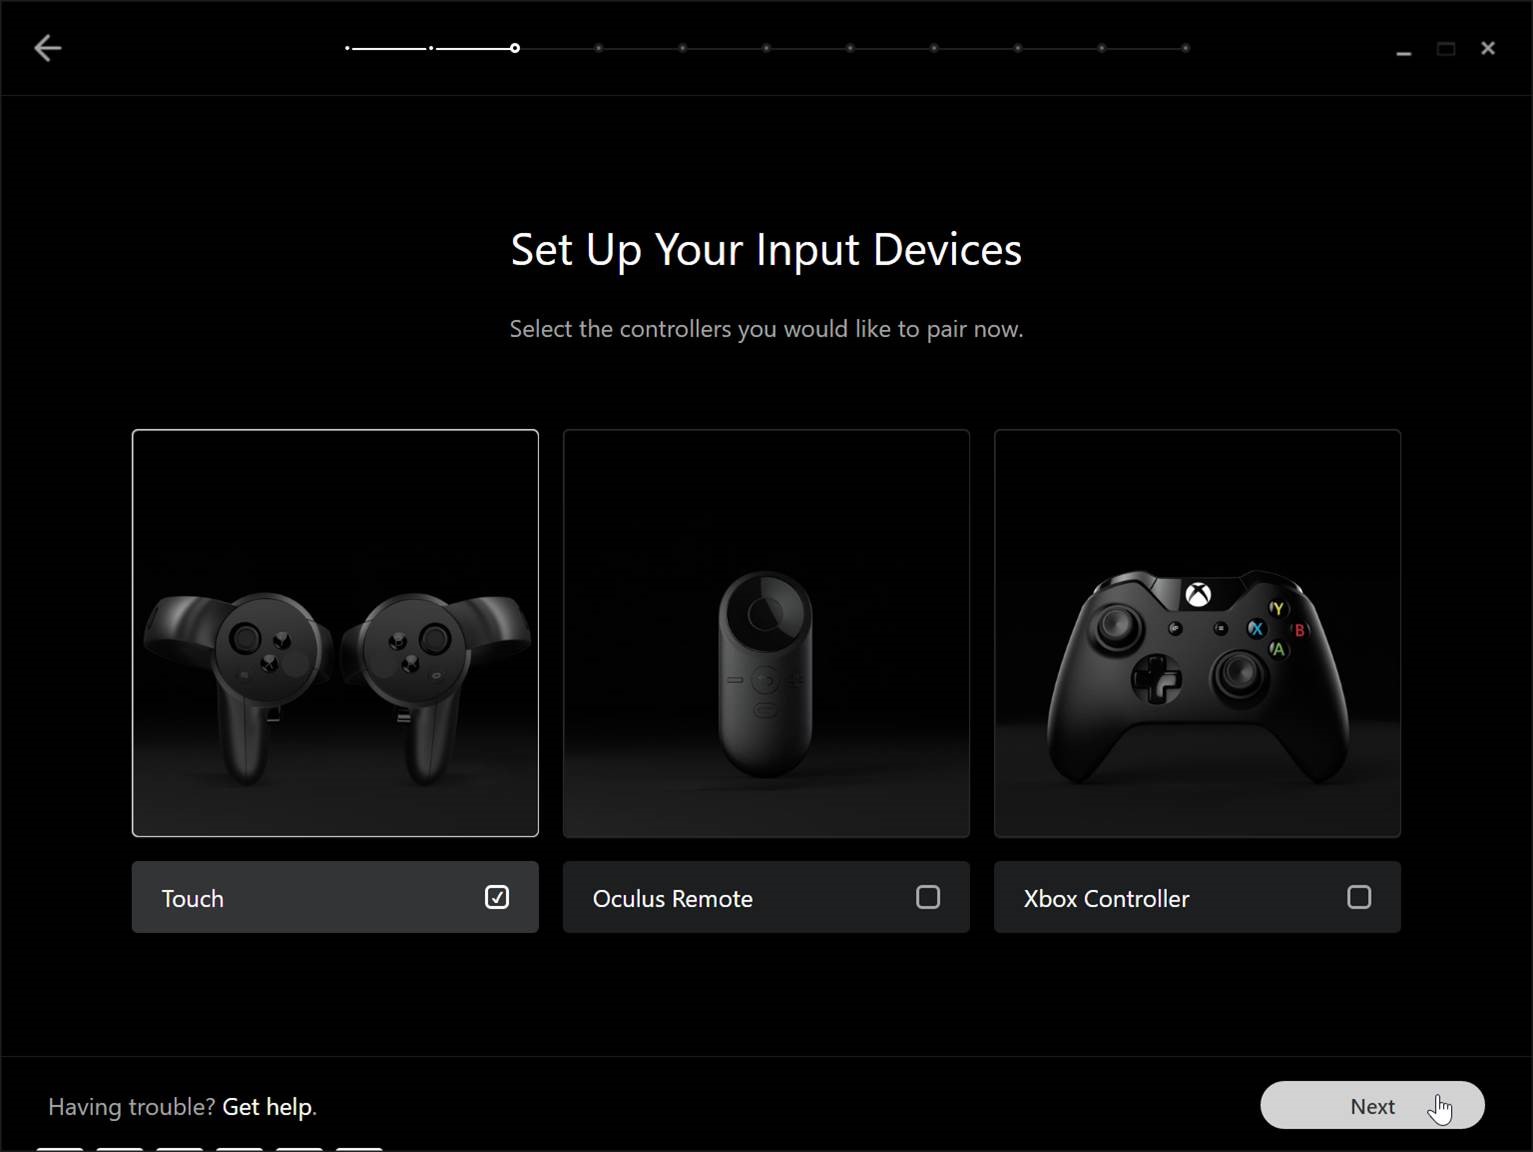 Set Up Your Input Devices
Select the controllers you would like to pair now.
Y
X
B
A
Touch
Oculus Remote
Xbox Controller
Having trouble? Get help.
Next